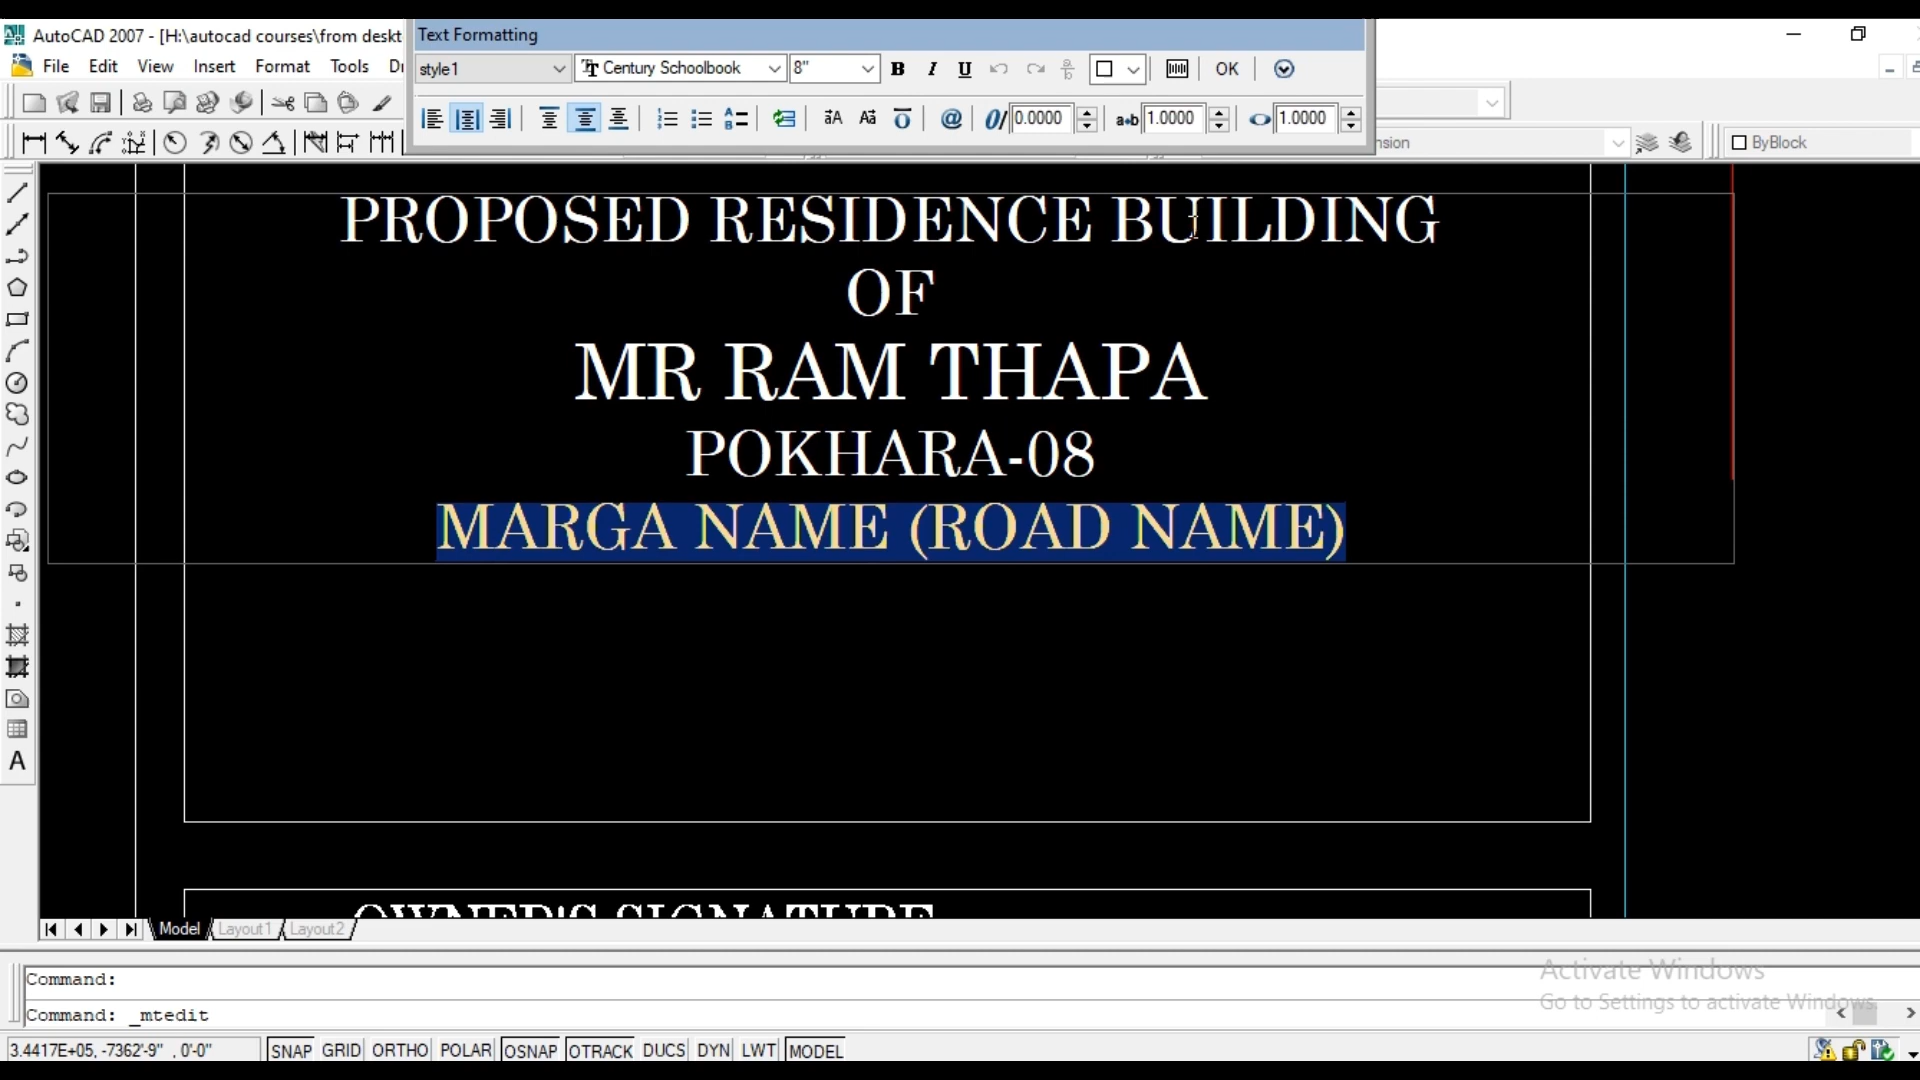 AutoCAD 2007 - [H:\autocad courses\from deskt
Text Formatting
File Edit View Insert Format Tools
style1 Century Schoolbook 8" B I U OK
0.0000 1.0000 1.0000
nsion
ByBlock
PROPOSED RESIDENCE BUILDING
OF
MR RAM THAPA
POKHARA-08
MARGA NAME (ROAD NAME)
OWNER'S SIGNATURE
Model Layout1 Layout2
Command:
Command: _mtedit
Activate Windows
Go to Settings to activate Windows.
3.4417E+05, -7362'-9" , 0'-0" SNAP GRID ORTHO POLAR OSNAP OTRACK DUCS DYN LWT MODEL